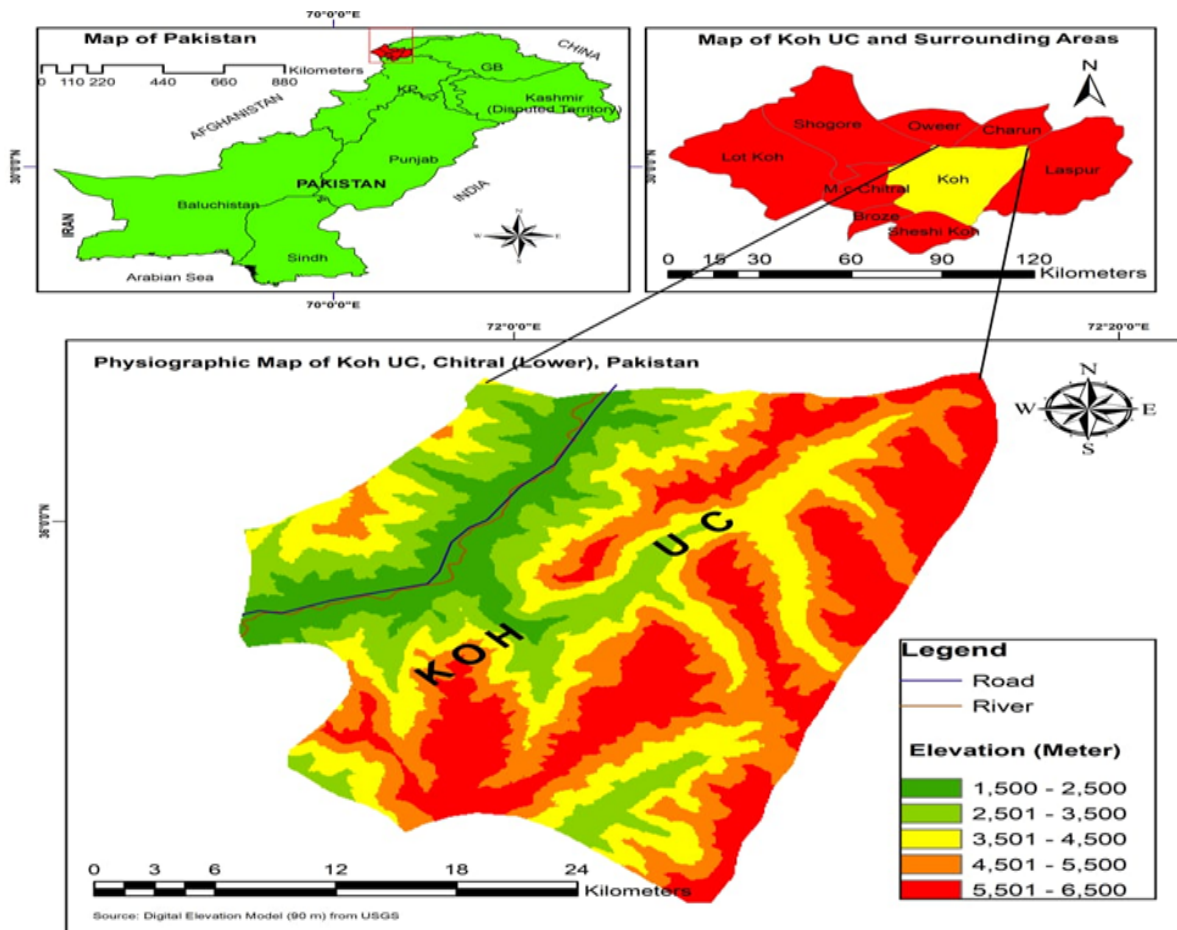 70°0'0"E
Map of Pakistan
Kilometers
0 110 220 440 660 880
CHINA
GB
KP
Kashmir
(Disputed Territory)
AFGHANISTAN
Punjab
30°0'0"N
PAKISTAN
INDIA
Baluchistan
IRAN
Sindh
Arabian Sea
N
W E
S
70°0'0"E
Map of Koh UC and Surrounding Areas
N
Shogore
Oweer
Charun
Lot Koh
Laspur
30°0'0"N
Koh
M.c Chitral
Broze
Sheshi Koh
0 15 30 60 90 120
Kilometers
72°0'0"E
72°20'0"E
Physiographic Map of Koh UC, Chitral (Lower), Pakistan
N
W E
S
36°0'0"N
KOH UC
Legend
Road
River
Elevation (Meter)
1,500 - 2,500
2,501 - 3,500
3,501 - 4,500
4,501 - 5,500
5,501 - 6,500
0 3 6 12 18 24
Kilometers
Source: Digital Elevation Model (90 m) from USGS